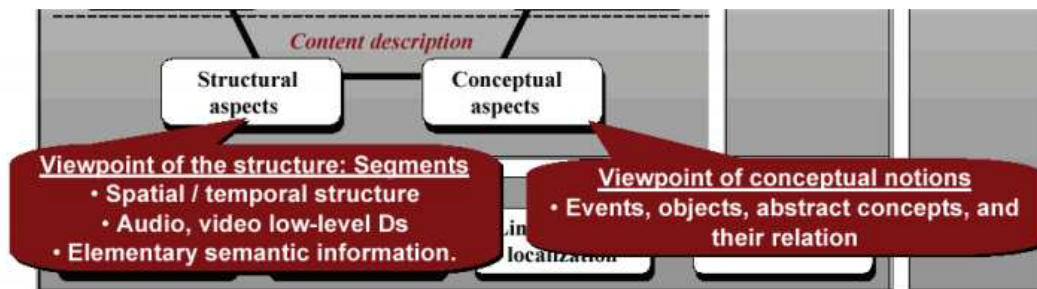 Content description
Structural
aspects
Conceptual
aspects
Viewpoint of the structure: Segments
• Spatial / temporal structure
• Audio, video low-level Ds
• Elementary semantic information.
Viewpoint of conceptual notions
• Events, objects, abstract concepts, and
their relation
localization